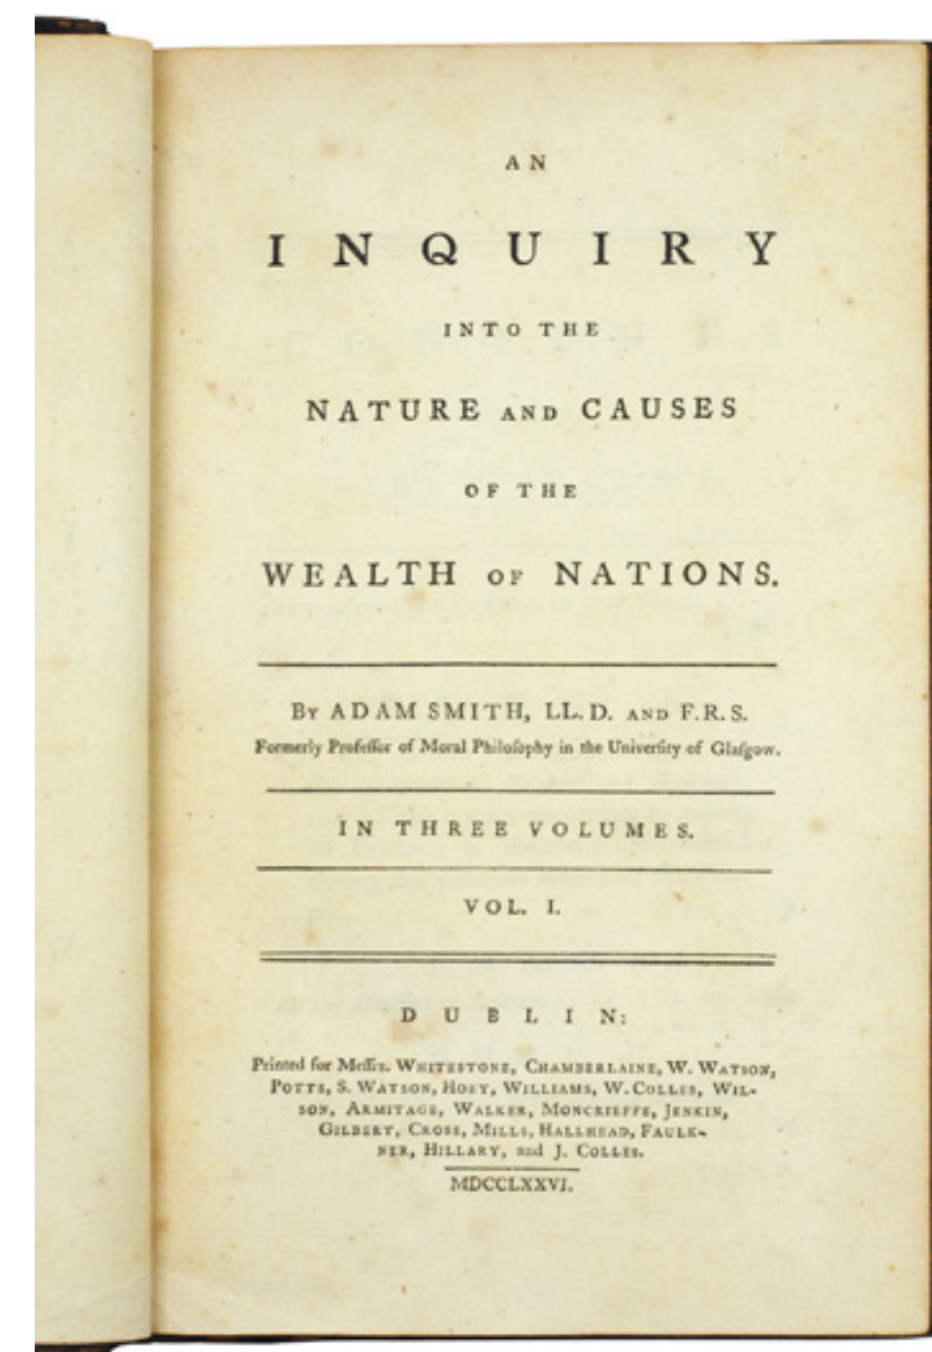 AN
INQUIRY
INTO THE
NATURE AND CAUSES
OF THE
WEALTH OF NATIONS.
By ADAM SMITH, LL.D. AND F.R.S.
Formerly Profeſſor of Moral Philoſophy in the Univerſity of Glaſgow.
IN THREE VOLUMES.
VOL. I.
DUBLIN:
Printed for Meſſrs. WHITESTONE, CHAMBERLAINE, W. WATSON,
POTTS, S. WATSON, HOEY, WILLIAMS, W. COLLES, WIL-
SON, ARMITAGE, WALKER, MONCRIEFFE, JENKIN,
GILBERT, CROSS, MILLS, HALLHEAD, FAULK-
NER, HILLARY, and J. COLLES.
MDCCLXXVI.